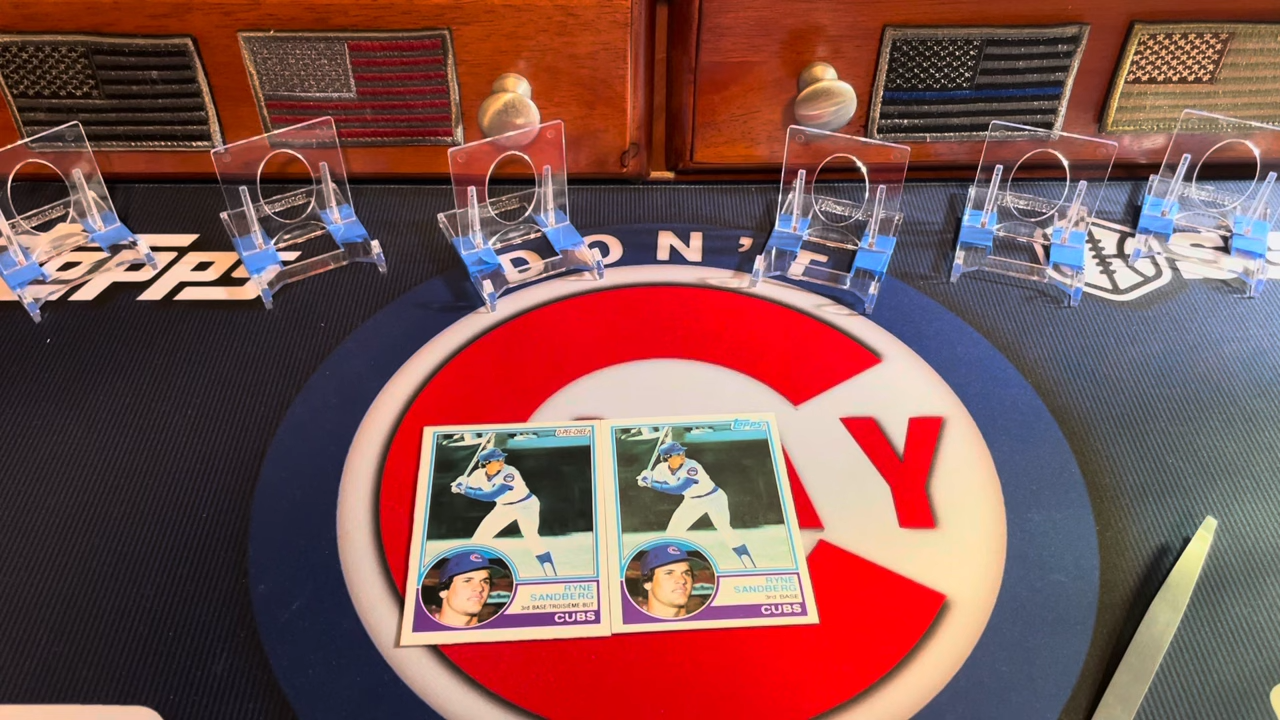 Topps
DON'T
Y
O-PEE-CHEE
RYNE
SANDBERG
3rd BASE-TROISIÈME-BUT
CUBS
Topps
RYNE
SANDBERG
3rd BASE
CUBS